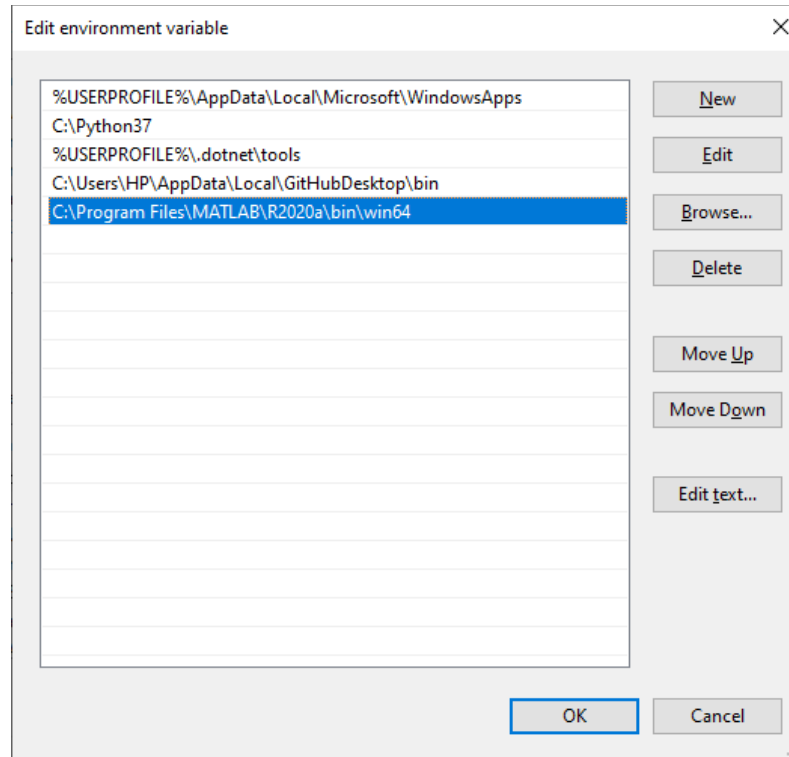 Edit environment variable
%USERPROFILE%\AppData\Local\Microsoft\WindowsApps
C:\Python37
%USERPROFILE%\.dotnet\tools
C:\Users\HP\AppData\Local\GitHubDesktop\bin
C:\Program Files\MATLAB\R2020a\bin\win64
New
Edit
Browse...
Delete
Move Up
Move Down
Edit text...
OK
Cancel